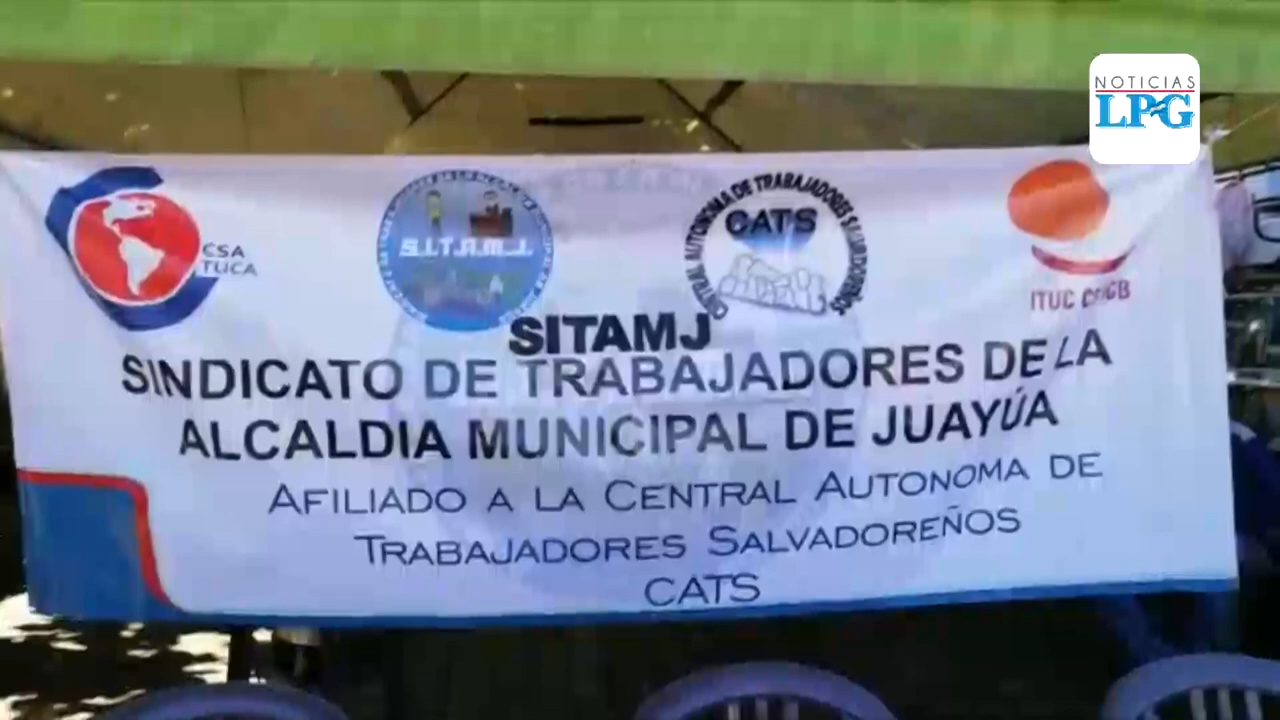 NOTICIAS
LPG
CSA
TUCA
S.I.T.A.M.J.
CENTRAL AUTONOMA DE TRABAJADORES SALVADOREÑOS
CATS
ITUC
SITAMJ
SINDICATO DE TRABAJADORES DE LA
ALCALDIA MUNICIPAL DE JUAYÚA
AFILIADO A LA CENTRAL AUTONOMA DE
TRABAJADORES SALVADOREÑOS
CATS